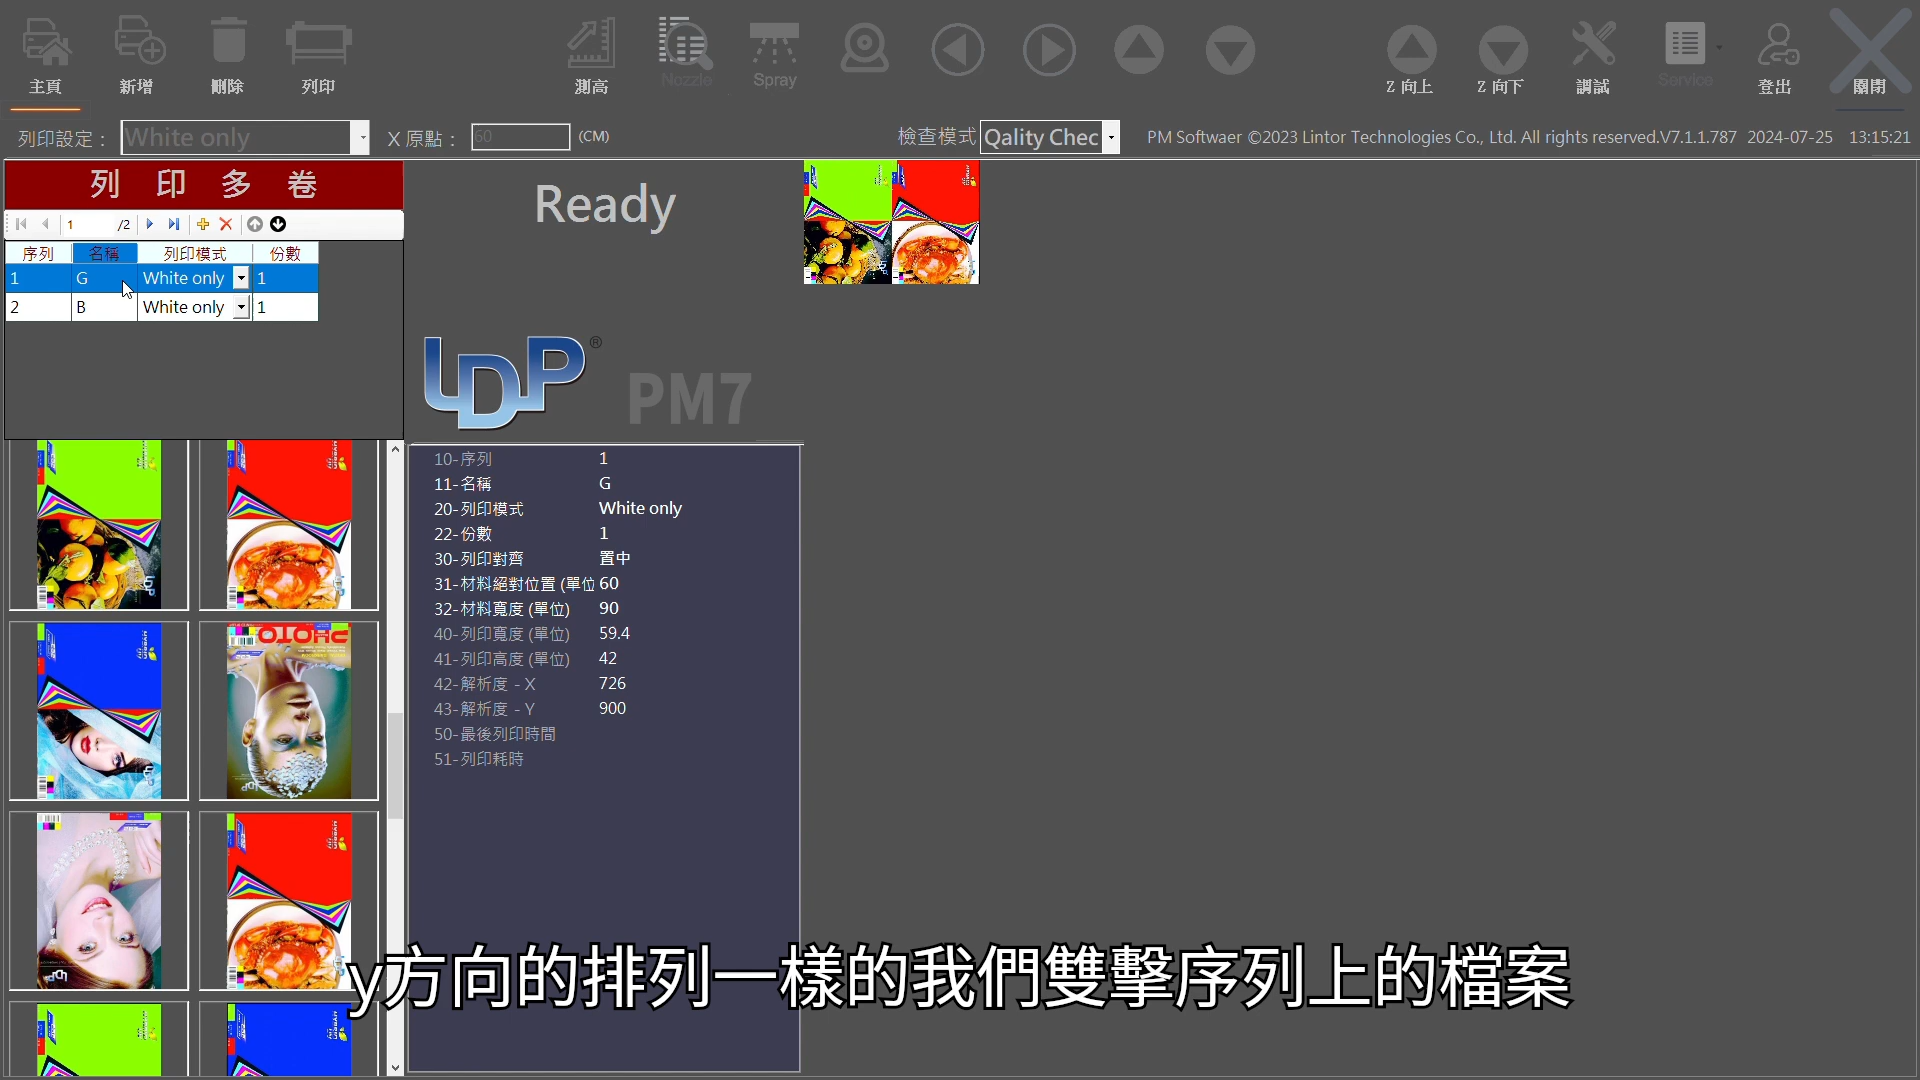 主頁 新增 刪除 列印 測高 Nozzle Spray Z 向上 Z 向下 調試 Service 登出 關閉
列印設定： White only X 原點： 60 (CM) 檢查模式 Qality Chec PM Softwaer ©2023 Lintor Technologies Co., Ltd. All rights reserved.V7.1.1.787 2024-07-25 13:15:21
列 印 多 卷
Ready
1 /2
序列 名稱 列印模式 份數
1 G White only 1
2 B White only 1
LDP® PM7
10-序列 1
11-名稱 G
20-列印模式 White only
22-份數 1
30-列印對齊 置中
31-材料絕對位置 (單位 60
32-材料寬度 (單位) 90
40-列印寬度 (單位) 59.4
41-列印高度 (單位) 42
42-解析度 - X 726
43-解析度 - Y 900
50-最後列印時間
51-列印耗時
y方向的排列一樣的我們雙擊序列上的檔案